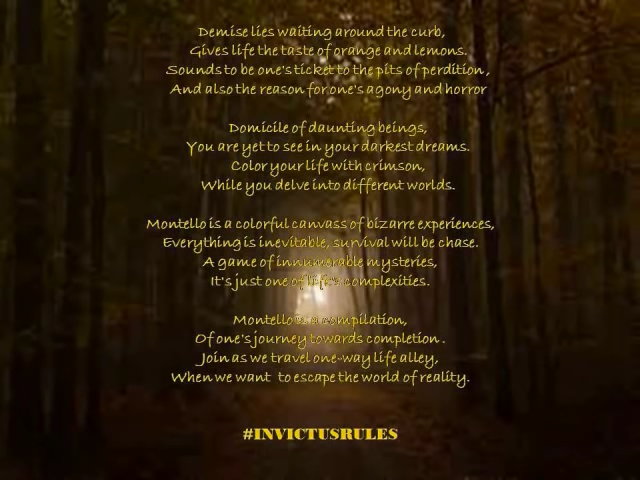 Demise lies waiting around the curb,
Gives life the taste of orange and lemons.
Sounds to be one's ticket to the pits of perdition ,
And also the reason for one's agony and horror
Domicile of daunting beings,
You are yet to see in your darkest dreams.
Color your life with crimson,
While you delve into different worlds.
Montello is a colorful canvass of bizarre experiences,
Everything is inevitable, survival will be chase.
A game of innumerable mysteries,
It's just one of life's complexities.
Montello is a compilation,
Of one's journey towards completion .
Join as we travel one-way life alley,
When we want to escape the world of reality.
#INVICTUSRULES